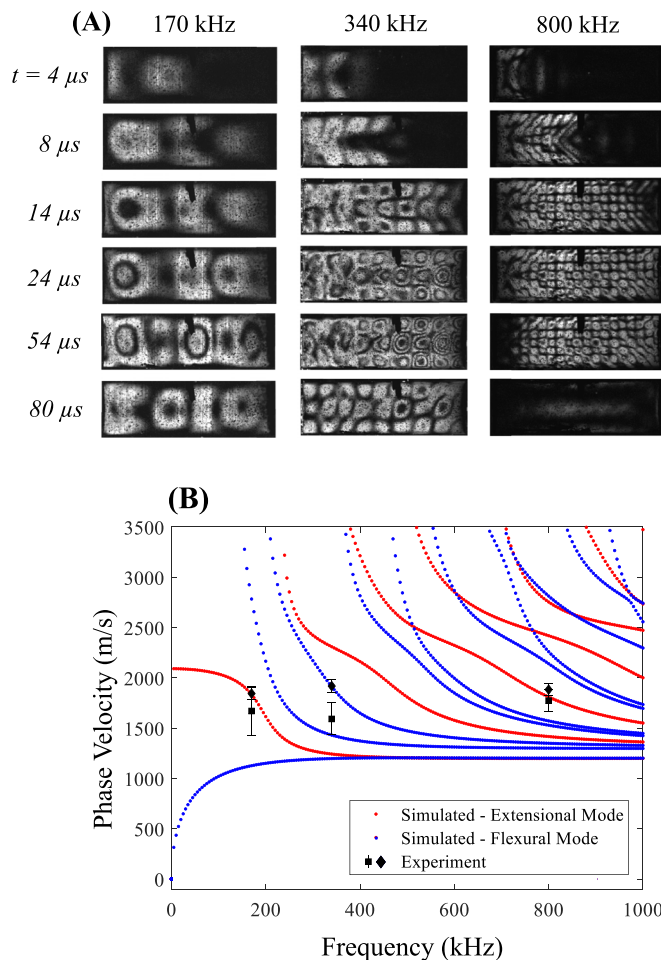 (A) 170 kHz 340 kHz 800 kHz
t = 4 μs
8 μs
14 μs
24 μs
54 μs
80 μs
(B)
3500
3000
2500
2000
1500
1000
500
0
Phase Velocity (m/s)
Simulated - Extensional Mode
Simulated - Flexural Mode
Experiment
0 200 400 600 800 1000
Frequency (kHz)